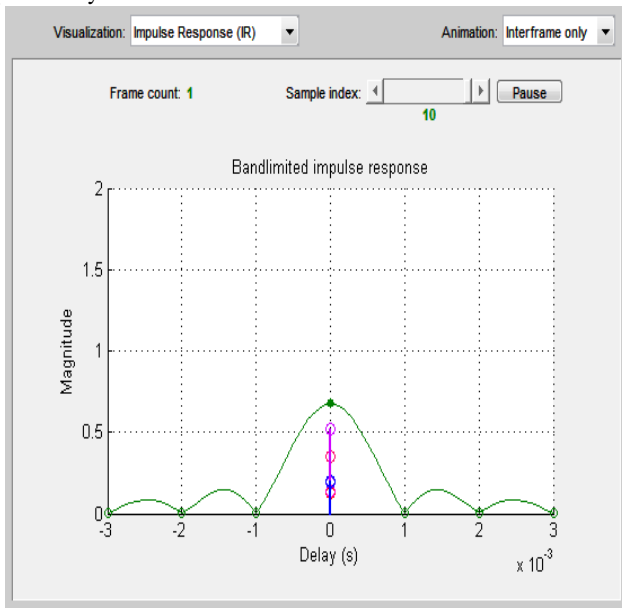 Visualization: Impulse Response (IR) Animation: Interframe only
Frame count: 1 Sample index: Pause
10
Bandlimited impulse response
2
1.5
1
0.5
0
Magnitude
-3 -2 -1 0 1 2 3
Delay (s)
x 10^-3